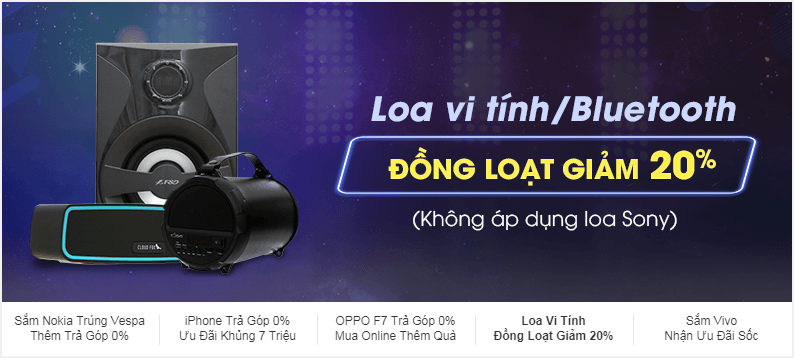 Loa vi tính/Bluetooth
ĐỒNG LOẠT GIẢM 20%
(Không áp dụng loa Sony)
F&D
CLOUD FOX
Sắm Nokia Trúng Vespa
Thêm Trả Góp 0%
iPhone Trả Góp 0%
Ưu Đãi Khủng 7 Triệu
OPPO F7 Trả Góp 0%
Mua Online Thêm Quà
Loa Vi Tính
Đồng Loạt Giảm 20%
Sắm Vivo
Nhận Ưu Đãi Sốc